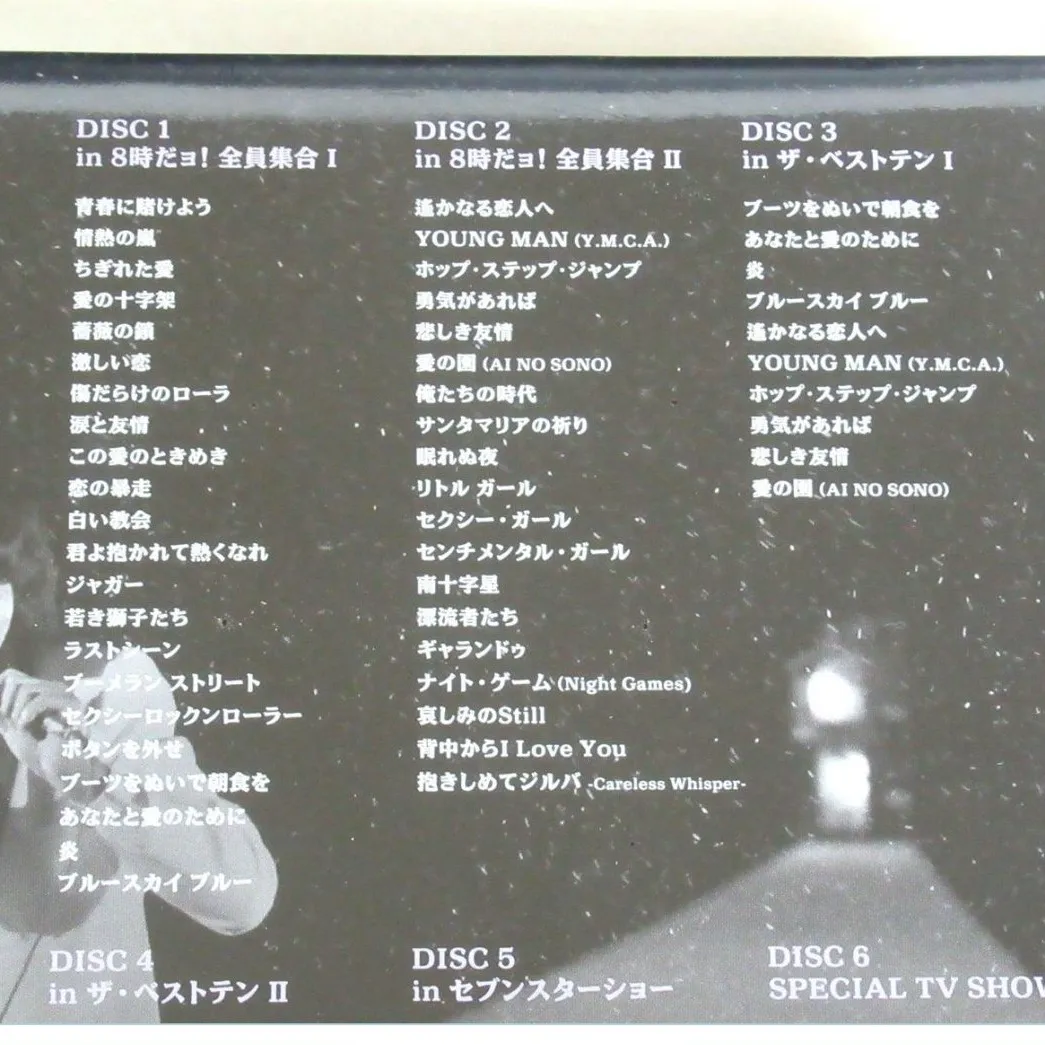 DISC 1
in 8時だョ! 全員集合 I
青春に賭けよう
情熱の嵐
ちぎれた愛
愛の十字架
薔薇の鎖
激しい恋
傷だらけのローラ
涙と友情
この愛のときめき
恋の暴走
白い教会
君よ抱かれて熱くなれ
ジャガー
若き獅子たち
ラストシーン
ブーメラン ストリート
セクシーロックンローラー
ボタンを外せ
ブーツをぬいで朝食を
あなたと愛のために
炎
ブルースカイ ブルー
DISC 2
in 8時だョ! 全員集合 II
遙かなる恋人へ
YOUNG MAN (Y.M.C.A.)
ホップ・ステップ・ジャンプ
勇気があれば
悲しき友情
愛の園 (AI NO SONO)
俺たちの時代
サンタマリアの祈り
眠れぬ夜
リトル ガール
セクシー・ガール
センチメンタル・ガール
南十字星
漂流者たち
ギャランドゥ
ナイト・ゲーム (Night Games)
哀しみのStill
背中からI Love You
抱きしめてジルバ -Careless Whisper-
DISC 3
in ザ・ベストテン I
ブーツをぬいで朝食を
あなたと愛のために
炎
ブルースカイ ブルー
遙かなる恋人へ
YOUNG MAN (Y.M.C.A.)
ホップ・ステップ・ジャンプ
勇気があれば
悲しき友情
愛の園 (AI NO SONO)
DISC 4
in ザ・ベストテン II
DISC 5
in セブンスターショー
DISC 6
SPECIAL TV SHOW